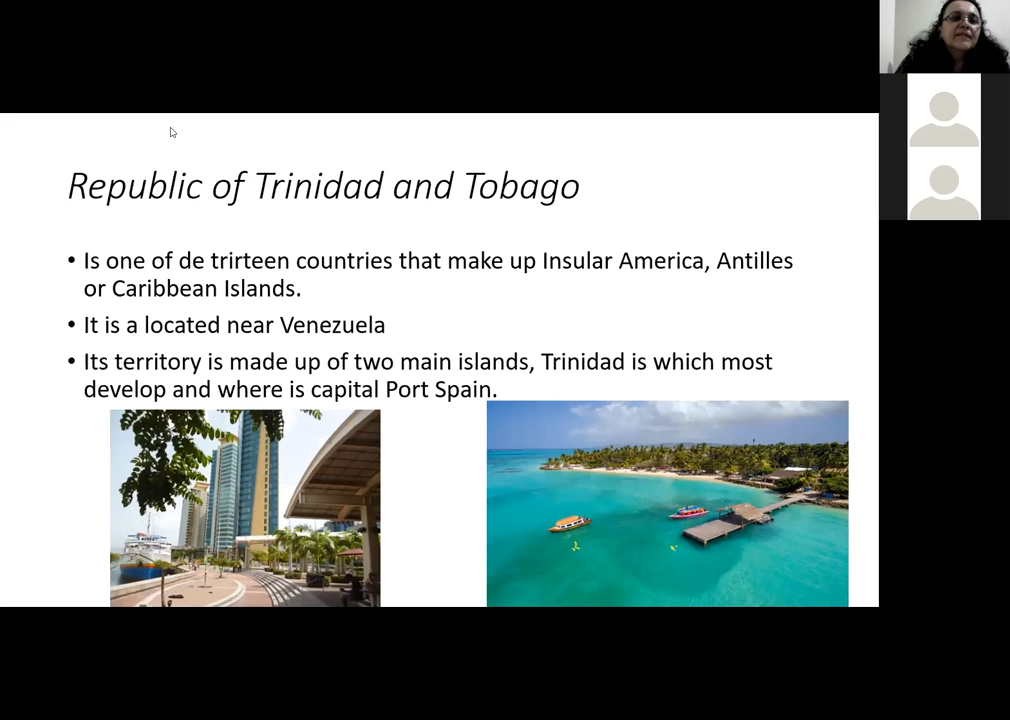 Republic of Trinidad and Tobago
• Is one of de trirteen countries that make up Insular America, Antilles
or Caribbean Islands.
• It is a located near Venezuela
• Its territory is made up of two main islands, Trinidad is which most
develop and where is capital Port Spain.